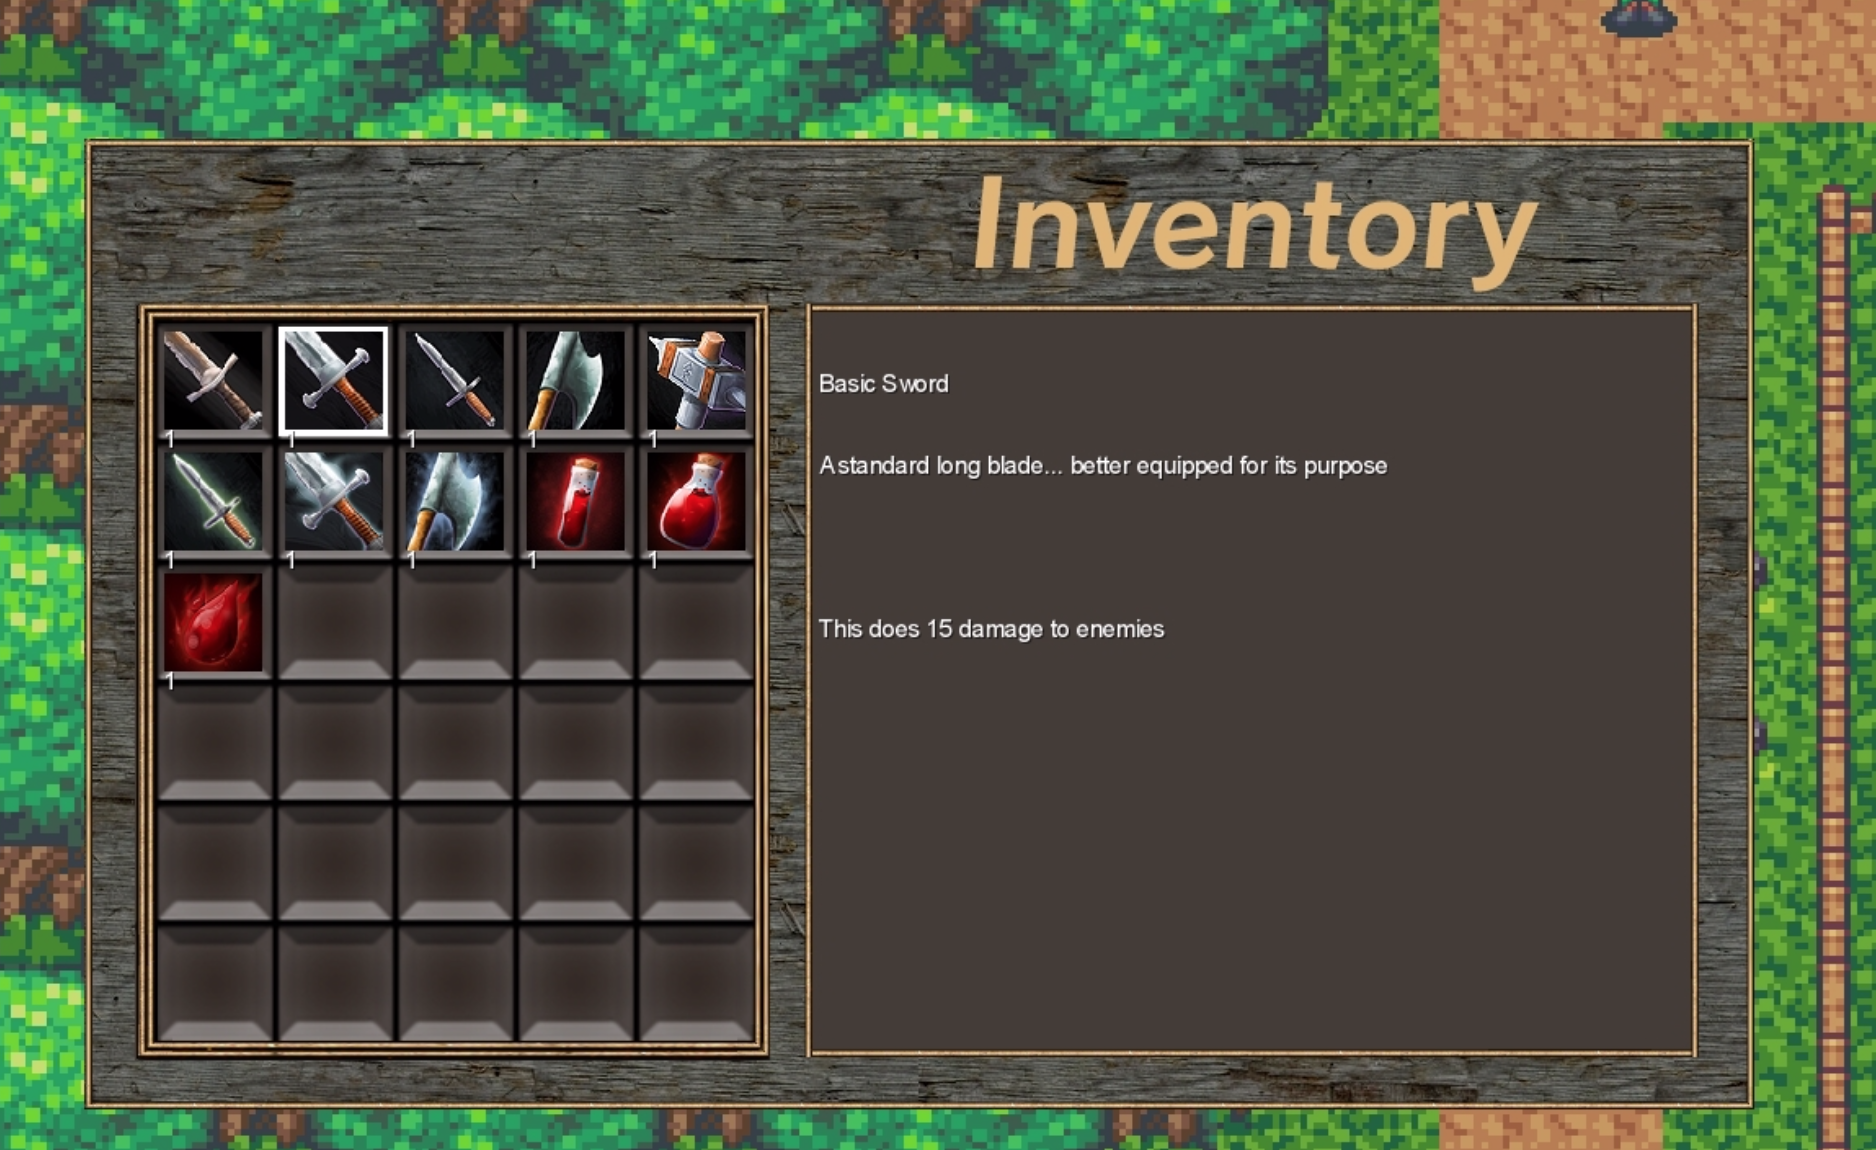 Inventory
1 1 1 1 1
1 1 1 1 1
1
Basic Sword
A standard long blade... better equipped for its purpose
This does 15 damage to enemies